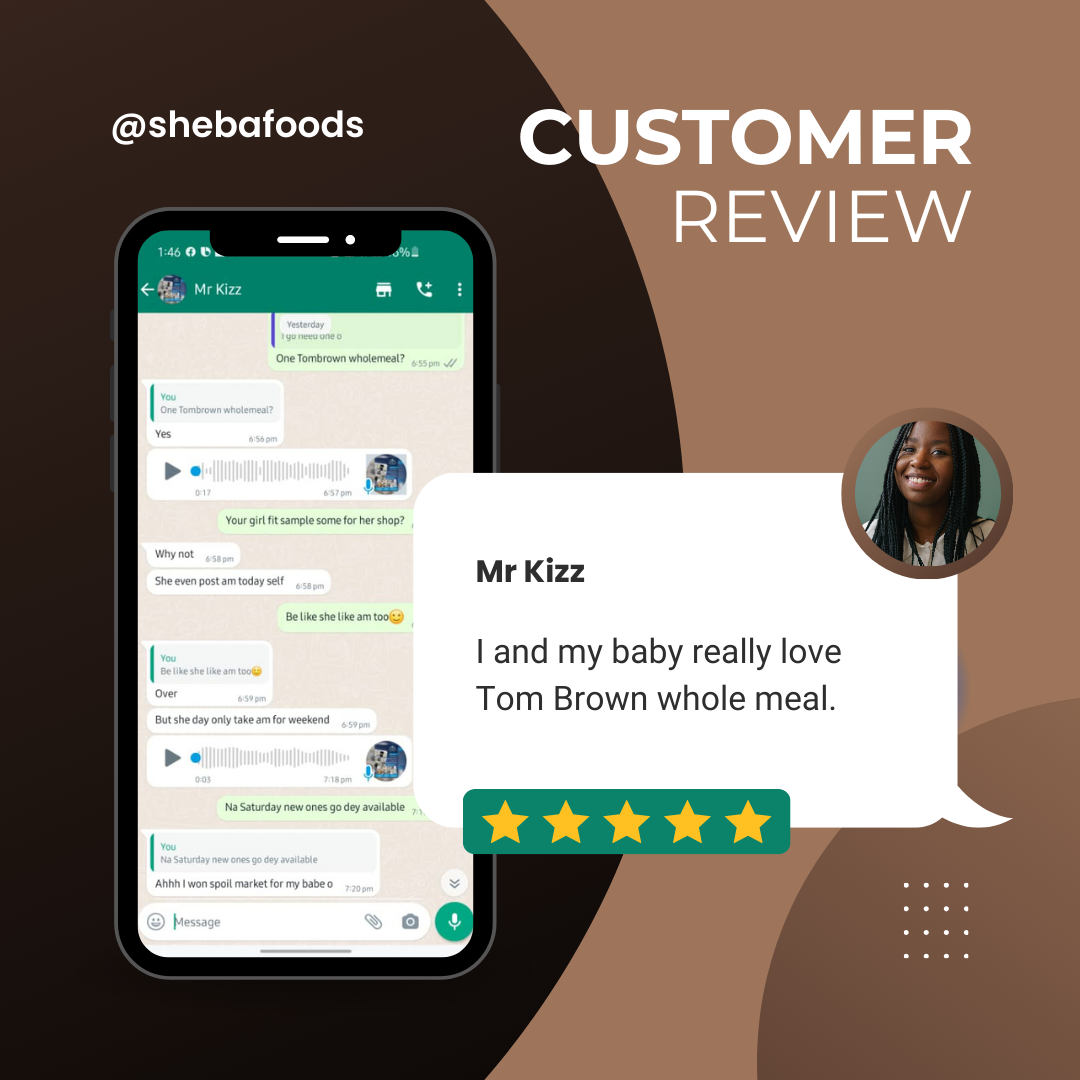 @shebafoods
CUSTOMER
REVIEW
1:46
6%
Mr Kizz
Yesterday
I go need one o
One Tombrown wholemeal?
6:55 pm
You
One Tombrown wholemeal?
Yes
6:56 pm
0:17
6:57 pm
Your girl fit sample some for her shop?
Why not
6:58 pm
She even post am today self
6:58 pm
Be like she like am too😊
You
Be like she like am too😊
Over
6:59 pm
But she day only take am for weekend
6:59 pm
0:03
7:18 pm
Na Saturday new ones go dey available
You
Na Saturday new ones go dey available
Ahhh I won spoil market for my babe o
7:20 pm
Message
Mr Kizz
I and my baby really love
Tom Brown whole meal.